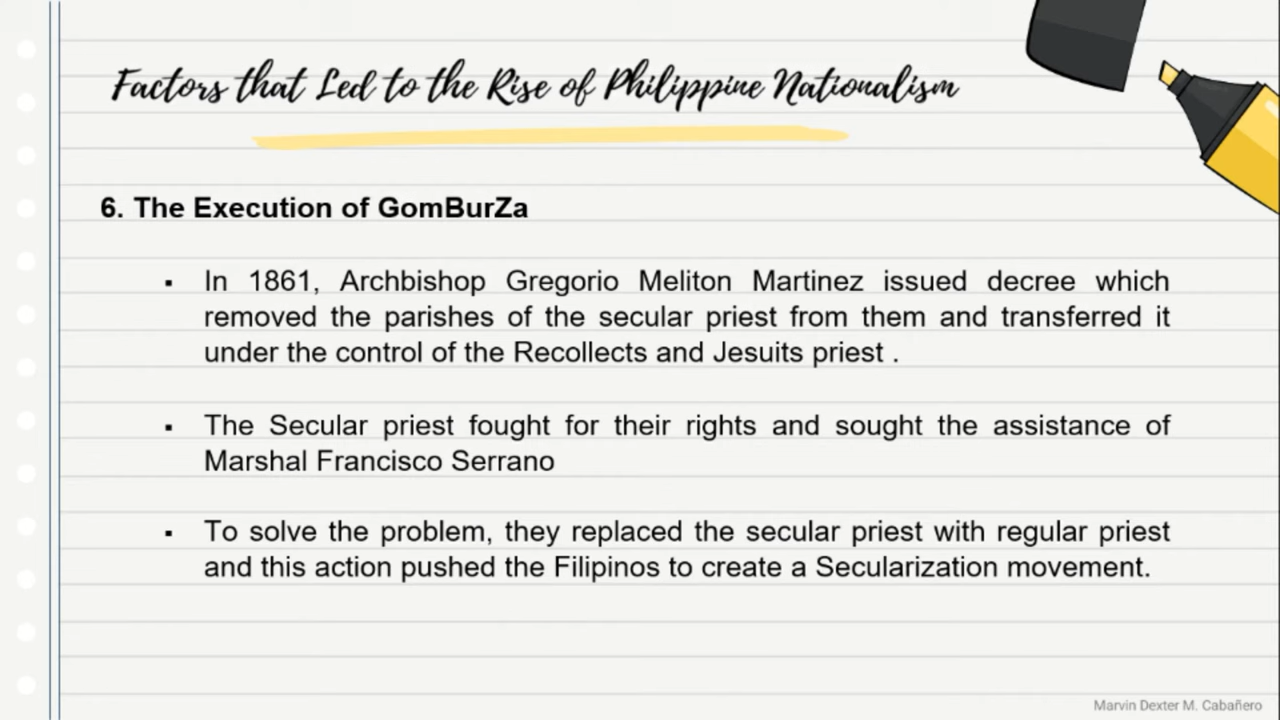 Factors that Led to the Rise of Philippine Nationalism
6. The Execution of GomBurZa
▪ In 1861, Archbishop Gregorio Meliton Martinez issued decree which
removed the parishes of the secular priest from them and transferred it
under the control of the Recollects and Jesuits priest .
▪ The Secular priest fought for their rights and sought the assistance of
Marshal Francisco Serrano
▪ To solve the problem, they replaced the secular priest with regular priest
and this action pushed the Filipinos to create a Secularization movement.
Marvin Dexter M. Cabañero